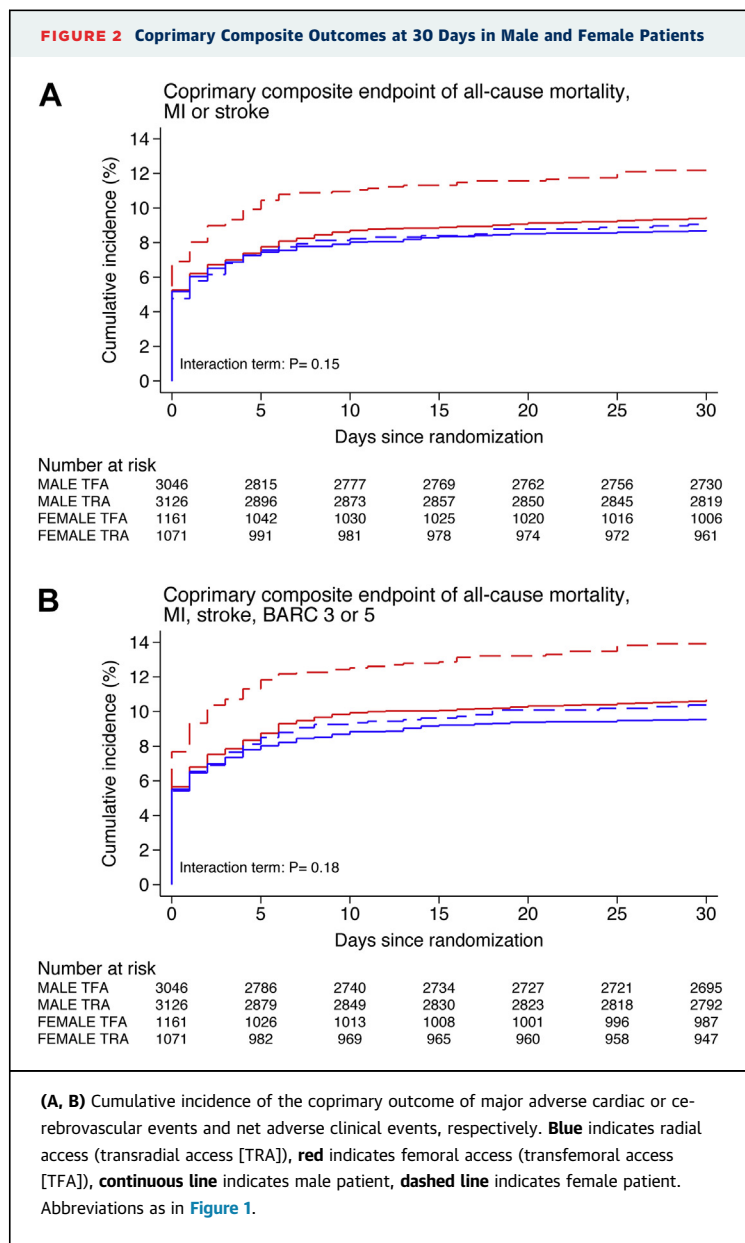 FIGURE 2 Coprimary Composite Outcomes at 30 Days in Male and Female Patients
A
Coprimary composite endpoint of all-cause mortality,
MI or stroke
Cumulative incidence (%)
14
12
10
8
6
4
2
0
Interaction term: P= 0.15
0 5 10 15 20 25 30
Days since randomization
Number at risk
MALE TFA 3046 2815 2777 2769 2762 2756 2730
MALE TRA 3126 2896 2873 2857 2850 2845 2819
FEMALE TFA 1161 1042 1030 1025 1020 1016 1006
FEMALE TRA 1071 991 981 978 974 972 961
B
Coprimary composite endpoint of all-cause mortality,
MI, stroke, BARC 3 or 5
Cumulative incidence (%)
14
12
10
8
6
4
2
0
Interaction term: P= 0.18
0 5 10 15 20 25 30
Days since randomization
Number at risk
MALE TFA 3046 2786 2740 2734 2727 2721 2695
MALE TRA 3126 2879 2849 2830 2823 2818 2792
FEMALE TFA 1161 1026 1013 1008 1001 996 987
FEMALE TRA 1071 982 969 965 960 958 947
(A, B) Cumulative incidence of the coprimary outcome of major adverse cardiac or ce-
rebrovascular events and net adverse clinical events, respectively. Blue indicates radial
access (transradial access [TRA]), red indicates femoral access (transfemoral access
[TFA]), continuous line indicates male patient, dashed line indicates female patient.
Abbreviations as in Figure 1.